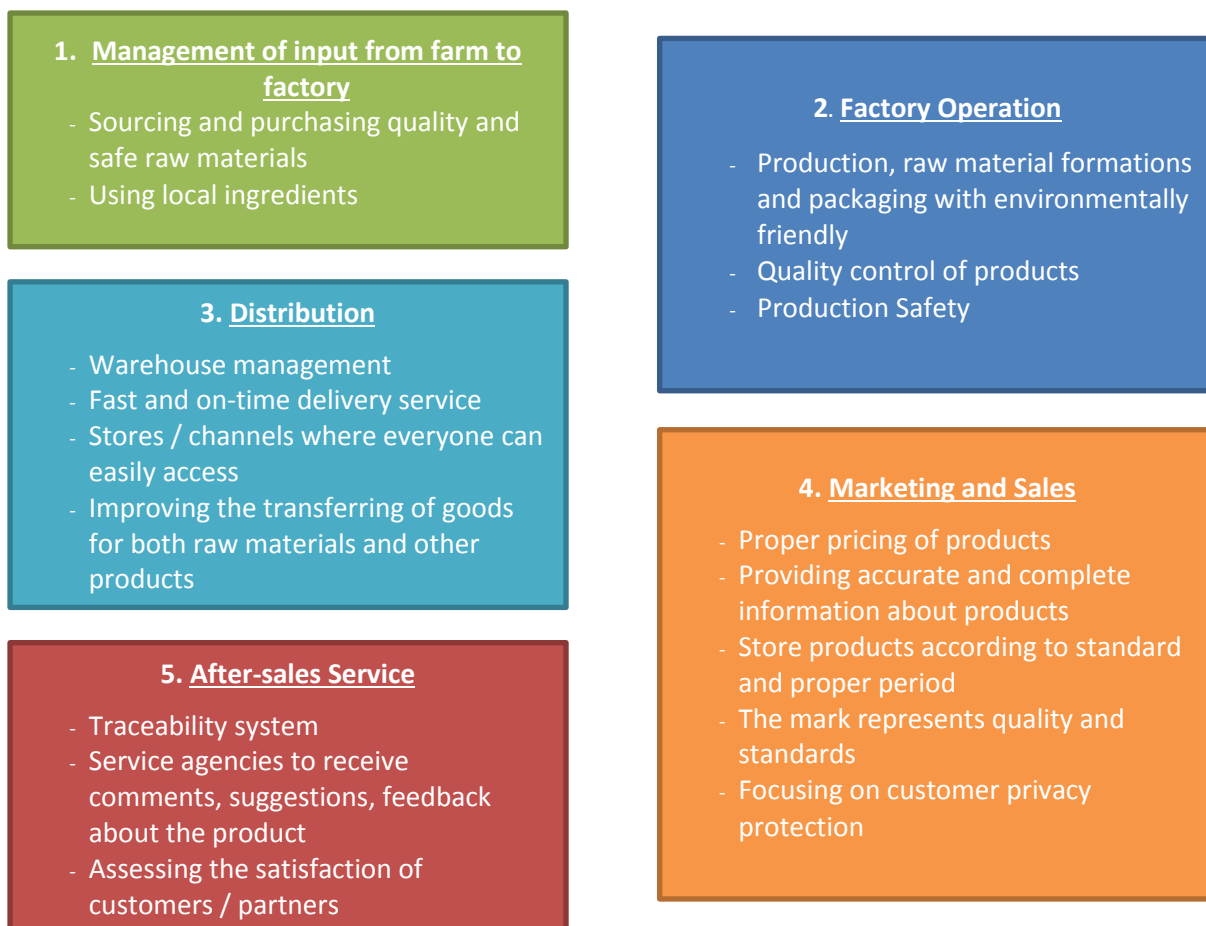 1. Management of input from farm to
factory
- Sourcing and purchasing quality and
safe raw materials
- Using local ingredients
2. Factory Operation
- Production, raw material formations
and packaging with environmentally
friendly
- Quality control of products
- Production Safety
3. Distribution
- Warehouse management
- Fast and on-time delivery service
- Stores / channels where everyone can
easily access
- Improving the transferring of goods
for both raw materials and other
products
4. Marketing and Sales
- Proper pricing of products
- Providing accurate and complete
information about products
- Store products according to standard
and proper period
- The mark represents quality and
standards
- Focusing on customer privacy
protection
5. After-sales Service
- Traceability system
- Service agencies to receive
comments, suggestions, feedback
about the product
- Assessing the satisfaction of
customers / partners